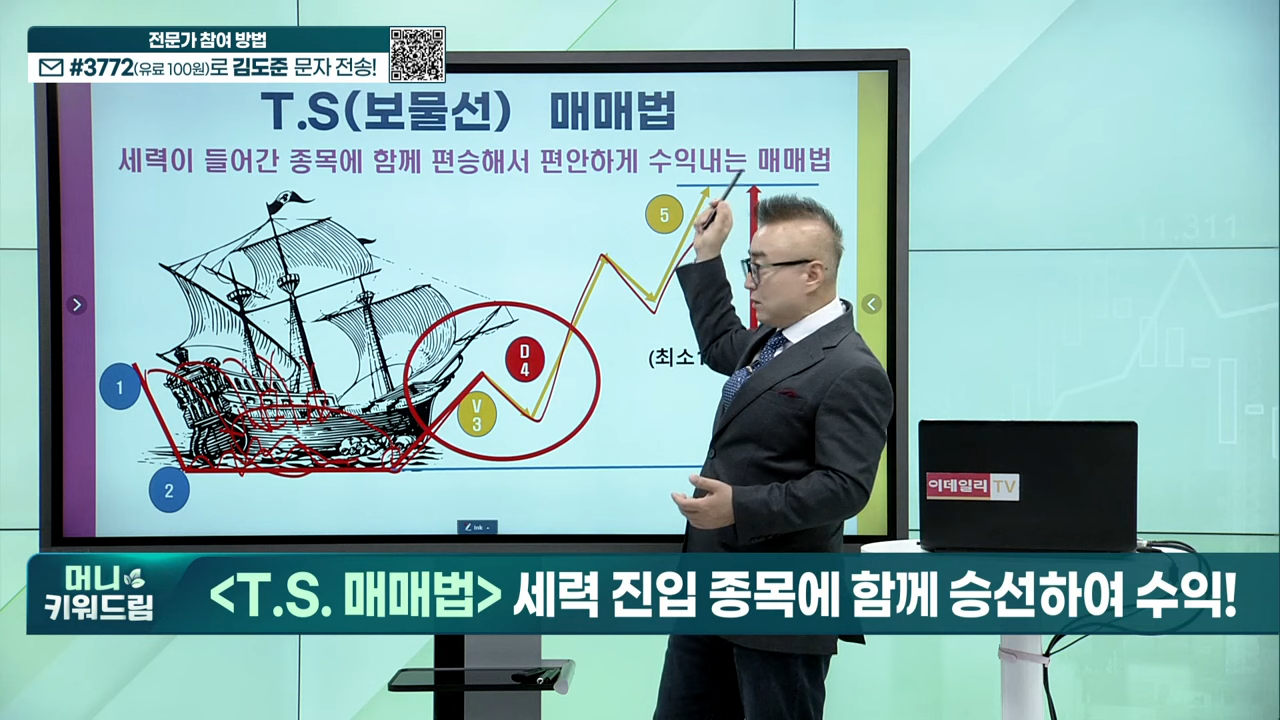 전문가 참여 방법
#3772(유료 100원)로 김도준 문자 전송!
T.S(보물선) 매매법
세력이 들어간 종목에 함께 편승해서 편안하게 수익내는 매매법
5
D
4
(최소1
1
V
3
2
Ink
11.311
이데일리TV
머니
키워드림
<T.S. 매매법> 세력 진입 종목에 함께 승선하여 수익!